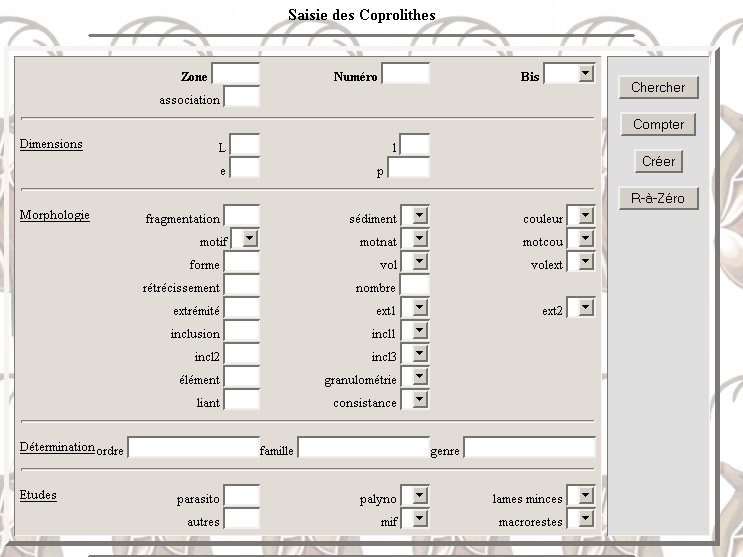 Saisie des Coprolithes
Zone Numéro Bis
association
Dimensions L l
e p
Morphologie fragmentation sédiment couleur
motif motnat motcou
forme vol volext
rétrécissement nombre
extrémité ext1 ext2
inclusion incl1
incl2 incl3
élément granulométrie
liant consistance
Détermination ordre famille genre
Etudes parasito palyno lames minces
autres mif macrorestes
Chercher
Compter
Créer
R-à-Zéro